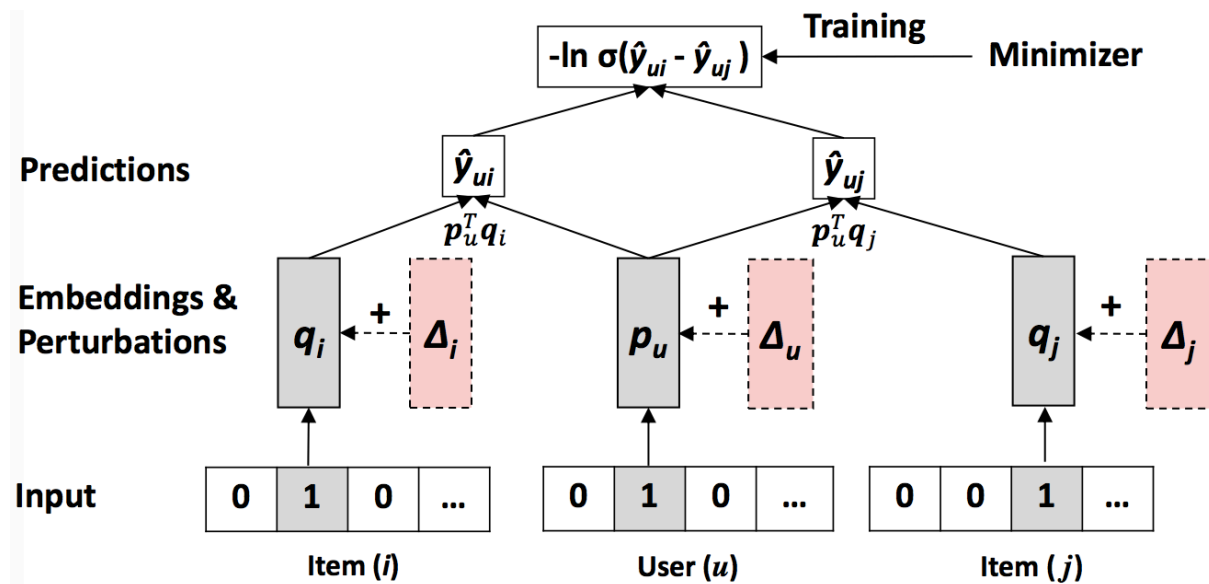 Training
-ln σ(ŷ_ui - ŷ_uj)
Minimizer
Predictions
ŷ_ui
ŷ_uj
p_u^T q_i
p_u^T q_j
Embeddings &
Perturbations
q_i
+
Δ_i
p_u
+
Δ_u
q_j
+
Δ_j
Input
0 1 0 ...
0 1 0 ...
0 0 1 ...
Item (i)
User (u)
Item (j)